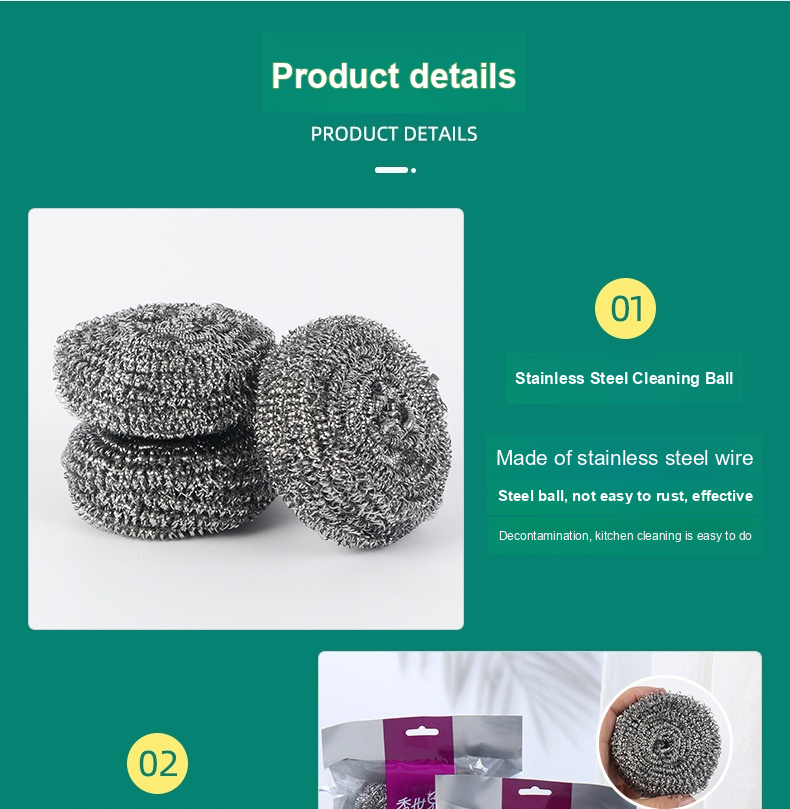 Product details
PRODUCT DETAILS
01
Stainless Steel Cleaning Ball
Made of stainless steel wire
Steel ball, not easy to rust, effective
Decontamination, kitchen cleaning is easy to do
02